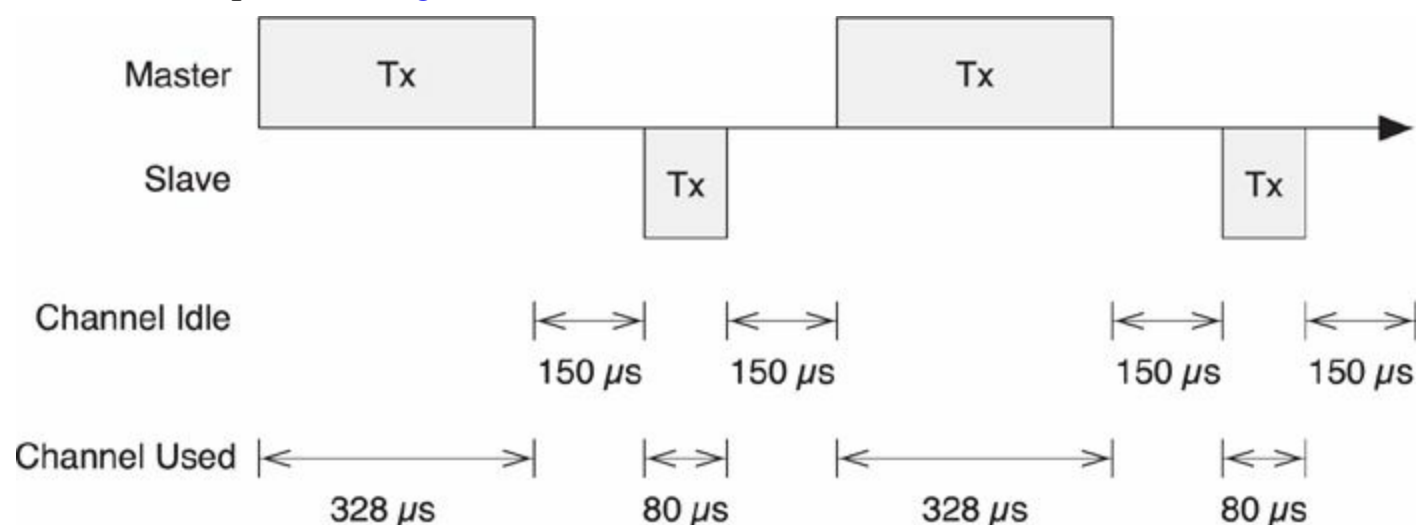 Master Tx Tx
Slave Tx Tx
Channel Idle
150 μs 150 μs 150 μs 150 μs
Channel Used
328 μs 80 μs 328 μs 80 μs